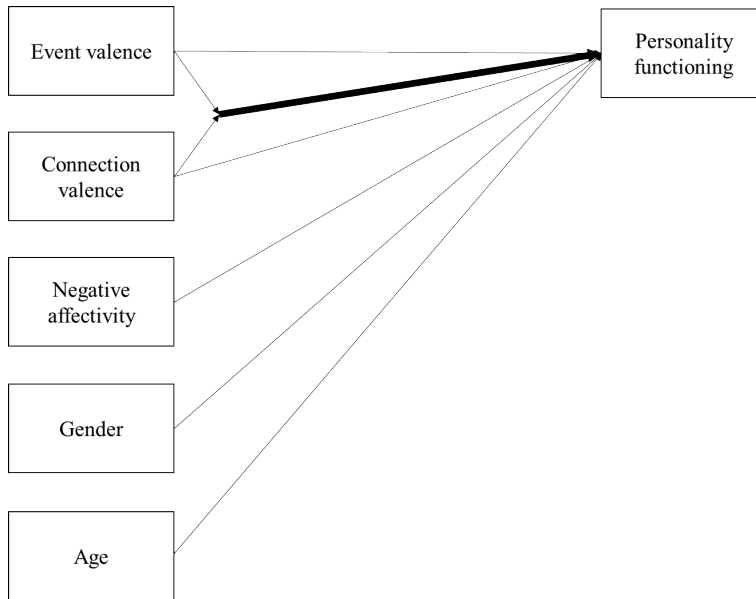 Event valence
Personality
functioning
Connection
valence
Negative
affectivity
Gender
Age